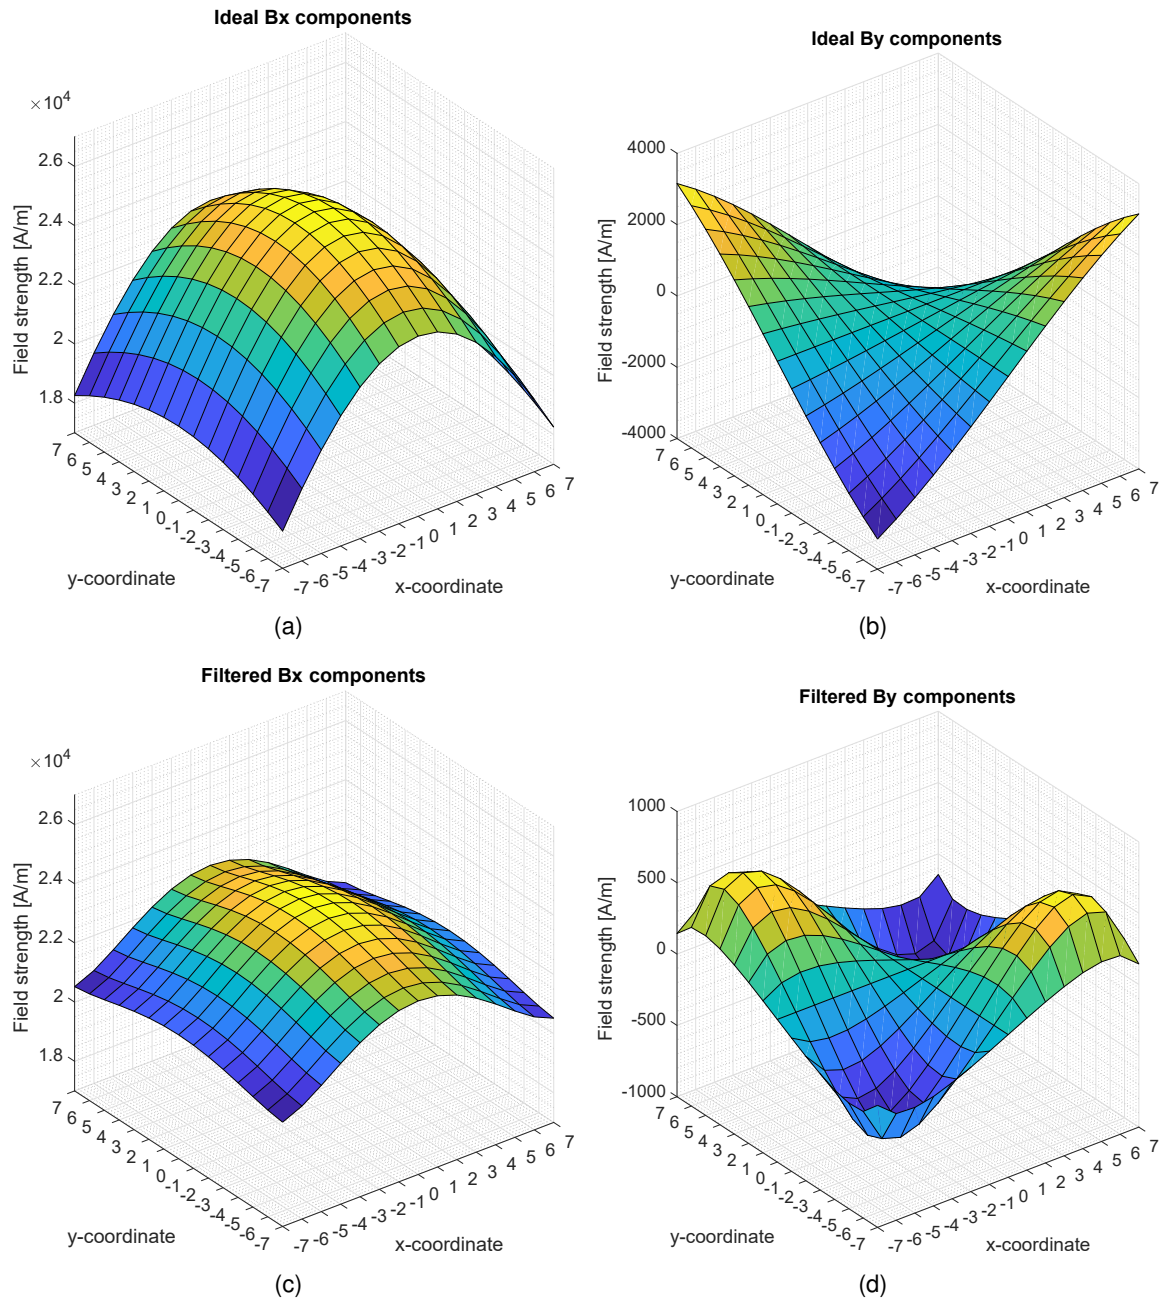 Ideal Bx components
×10⁴
2.6
2.4
2.2
2
1.8
Field strength [A/m]
7 6 5 4 3 2 1 0 -1 -2 -3 -4 -5 -6 -7
y-coordinate
-7 -6 -5 -4 -3 -2 -1 0 1 2 3 4 5 6 7
x-coordinate
(a)
Ideal By components
4000
2000
0
-2000
-4000
Field strength [A/m]
7 6 5 4 3 2 1 0 -1 -2 -3 -4 -5 -6 -7
y-coordinate
-7 -6 -5 -4 -3 -2 -1 0 1 2 3 4 5 6 7
x-coordinate
(b)
Filtered Bx components
×10⁴
2.6
2.4
2.2
2
1.8
Field strength [A/m]
7 6 5 4 3 2 1 0 -1 -2 -3 -4 -5 -6 -7
y-coordinate
-7 -6 -5 -4 -3 -2 -1 0 1 2 3 4 5 6 7
x-coordinate
(c)
Filtered By components
1000
500
0
-500
-1000
Field strength [A/m]
7 6 5 4 3 2 1 0 -1 -2 -3 -4 -5 -6 -7
y-coordinate
-7 -6 -5 -4 -3 -2 -1 0 1 2 3 4 5 6 7
x-coordinate
(d)